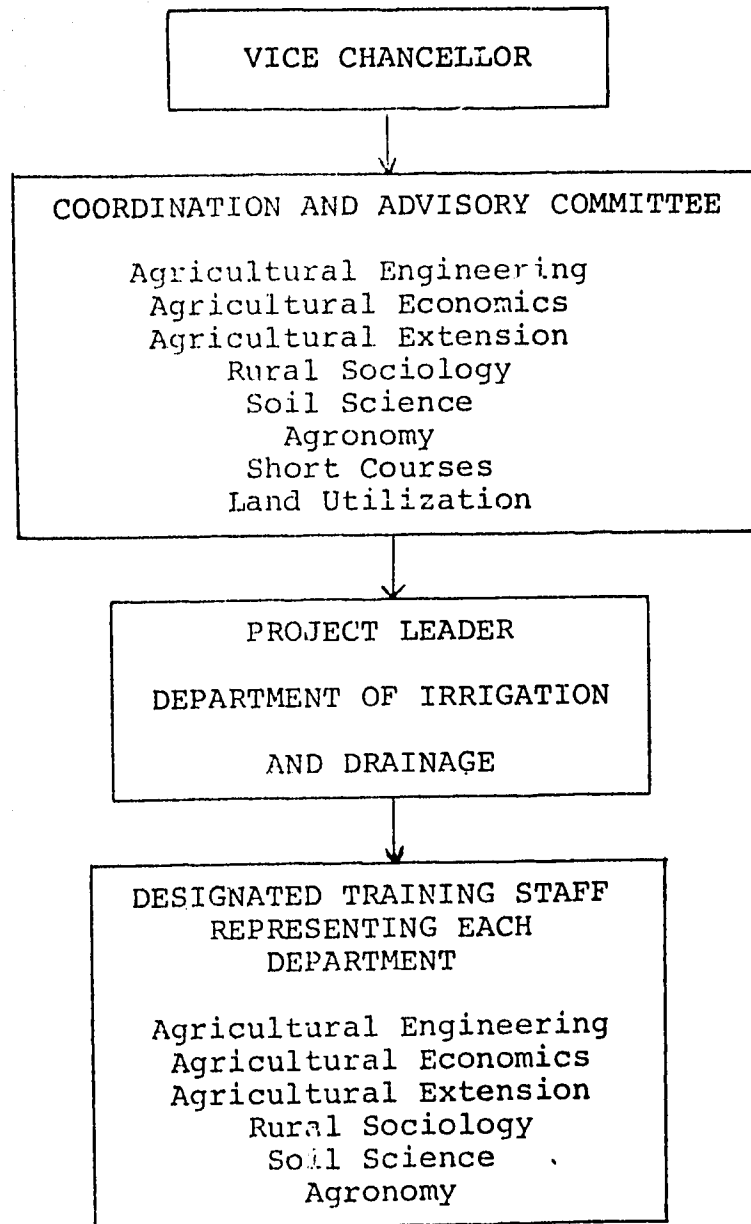 VICE CHANCELLOR
COORDINATION AND ADVISORY COMMITTEE
Agricultural Engineering
Agricultural Economics
Agricultural Extension
Rural Sociology
Soil Science
Agronomy
Short Courses
Land Utilization
PROJECT LEADER
DEPARTMENT OF IRRIGATION
AND DRAINAGE
DESIGNATED TRAINING STAFF
REPRESENTING EACH
DEPARTMENT
Agricultural Engineering
Agricultural Economics
Agricultural Extension
Rural Sociology
Soil Science
Agronomy